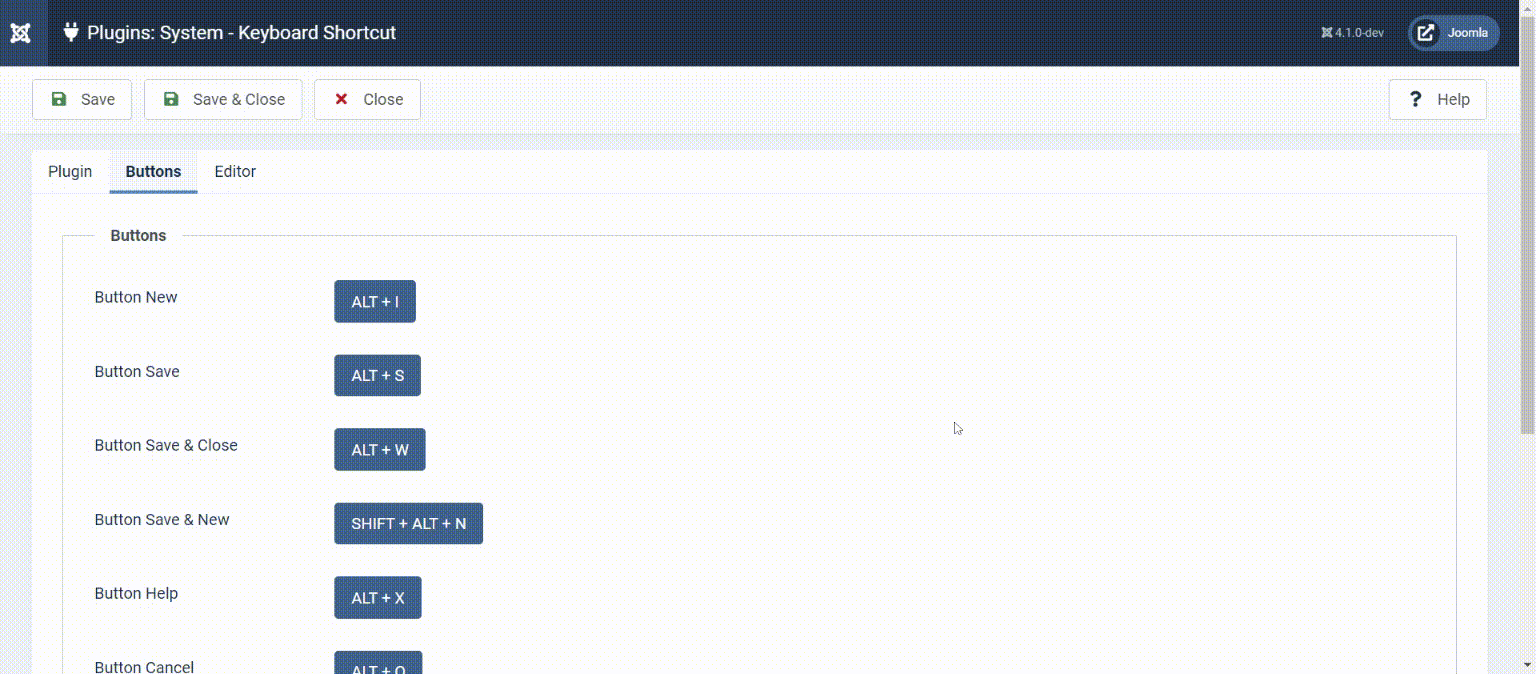 Plugins: System - Keyboard Shortcut
4.1.0-dev
Joomla
Save
Save & Close
Close
? Help
Plugin
Buttons
Editor
Buttons
Button New
ALT + I
Button Save
ALT + S
Button Save & Close
ALT + W
Button Save & New
SHIFT + ALT + N
Button Help
ALT + X
Button Cancel
ALT + Q